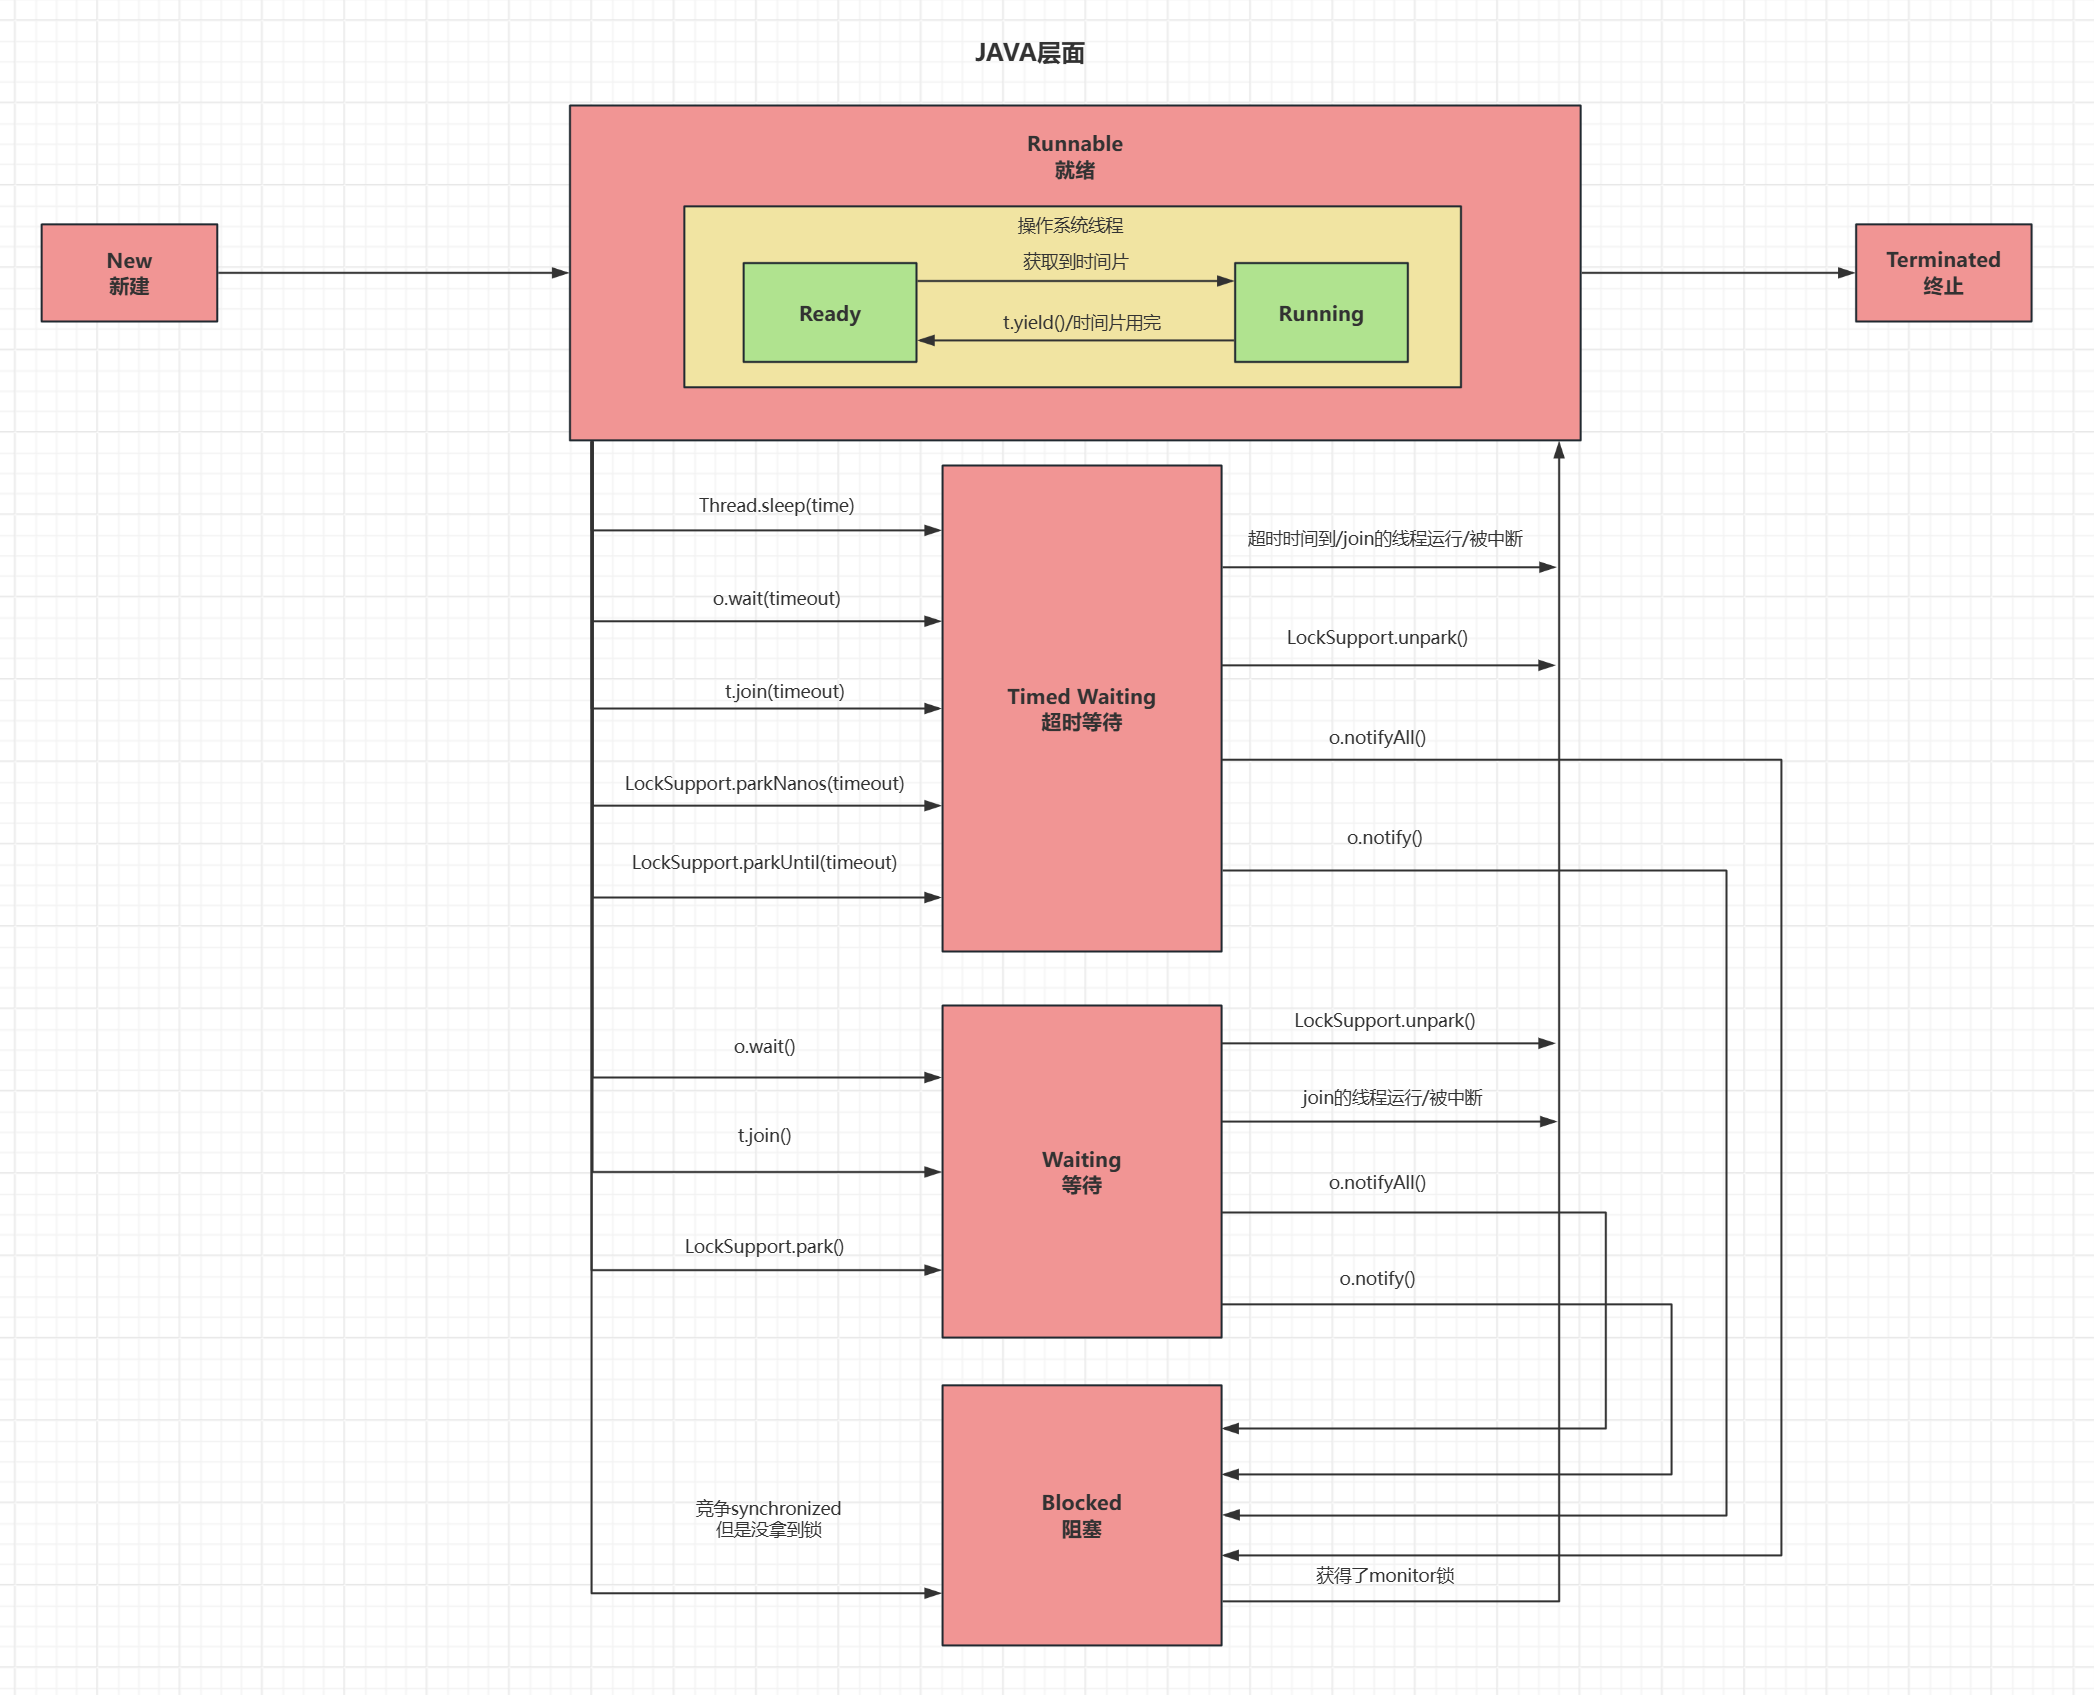 JAVA层面
Runnable
就绪
操作系统线程
获取到时间片
New
新建
Ready
Running
t.yield()/时间片用完
Terminated
终止
Thread.sleep(time)
超时时间到/join的线程运行/被中断
o.wait(timeout)
LockSupport.unpark()
t.join(timeout)
Timed Waiting
超时等待
o.notifyAll()
LockSupport.parkNanos(timeout)
o.notify()
LockSupport.parkUntil(timeout)
LockSupport.unpark()
o.wait()
join的线程运行/被中断
t.join()
Waiting
等待
o.notifyAll()
LockSupport.park()
o.notify()
竞争synchronized
但是没拿到锁
Blocked
阻塞
获得了monitor锁